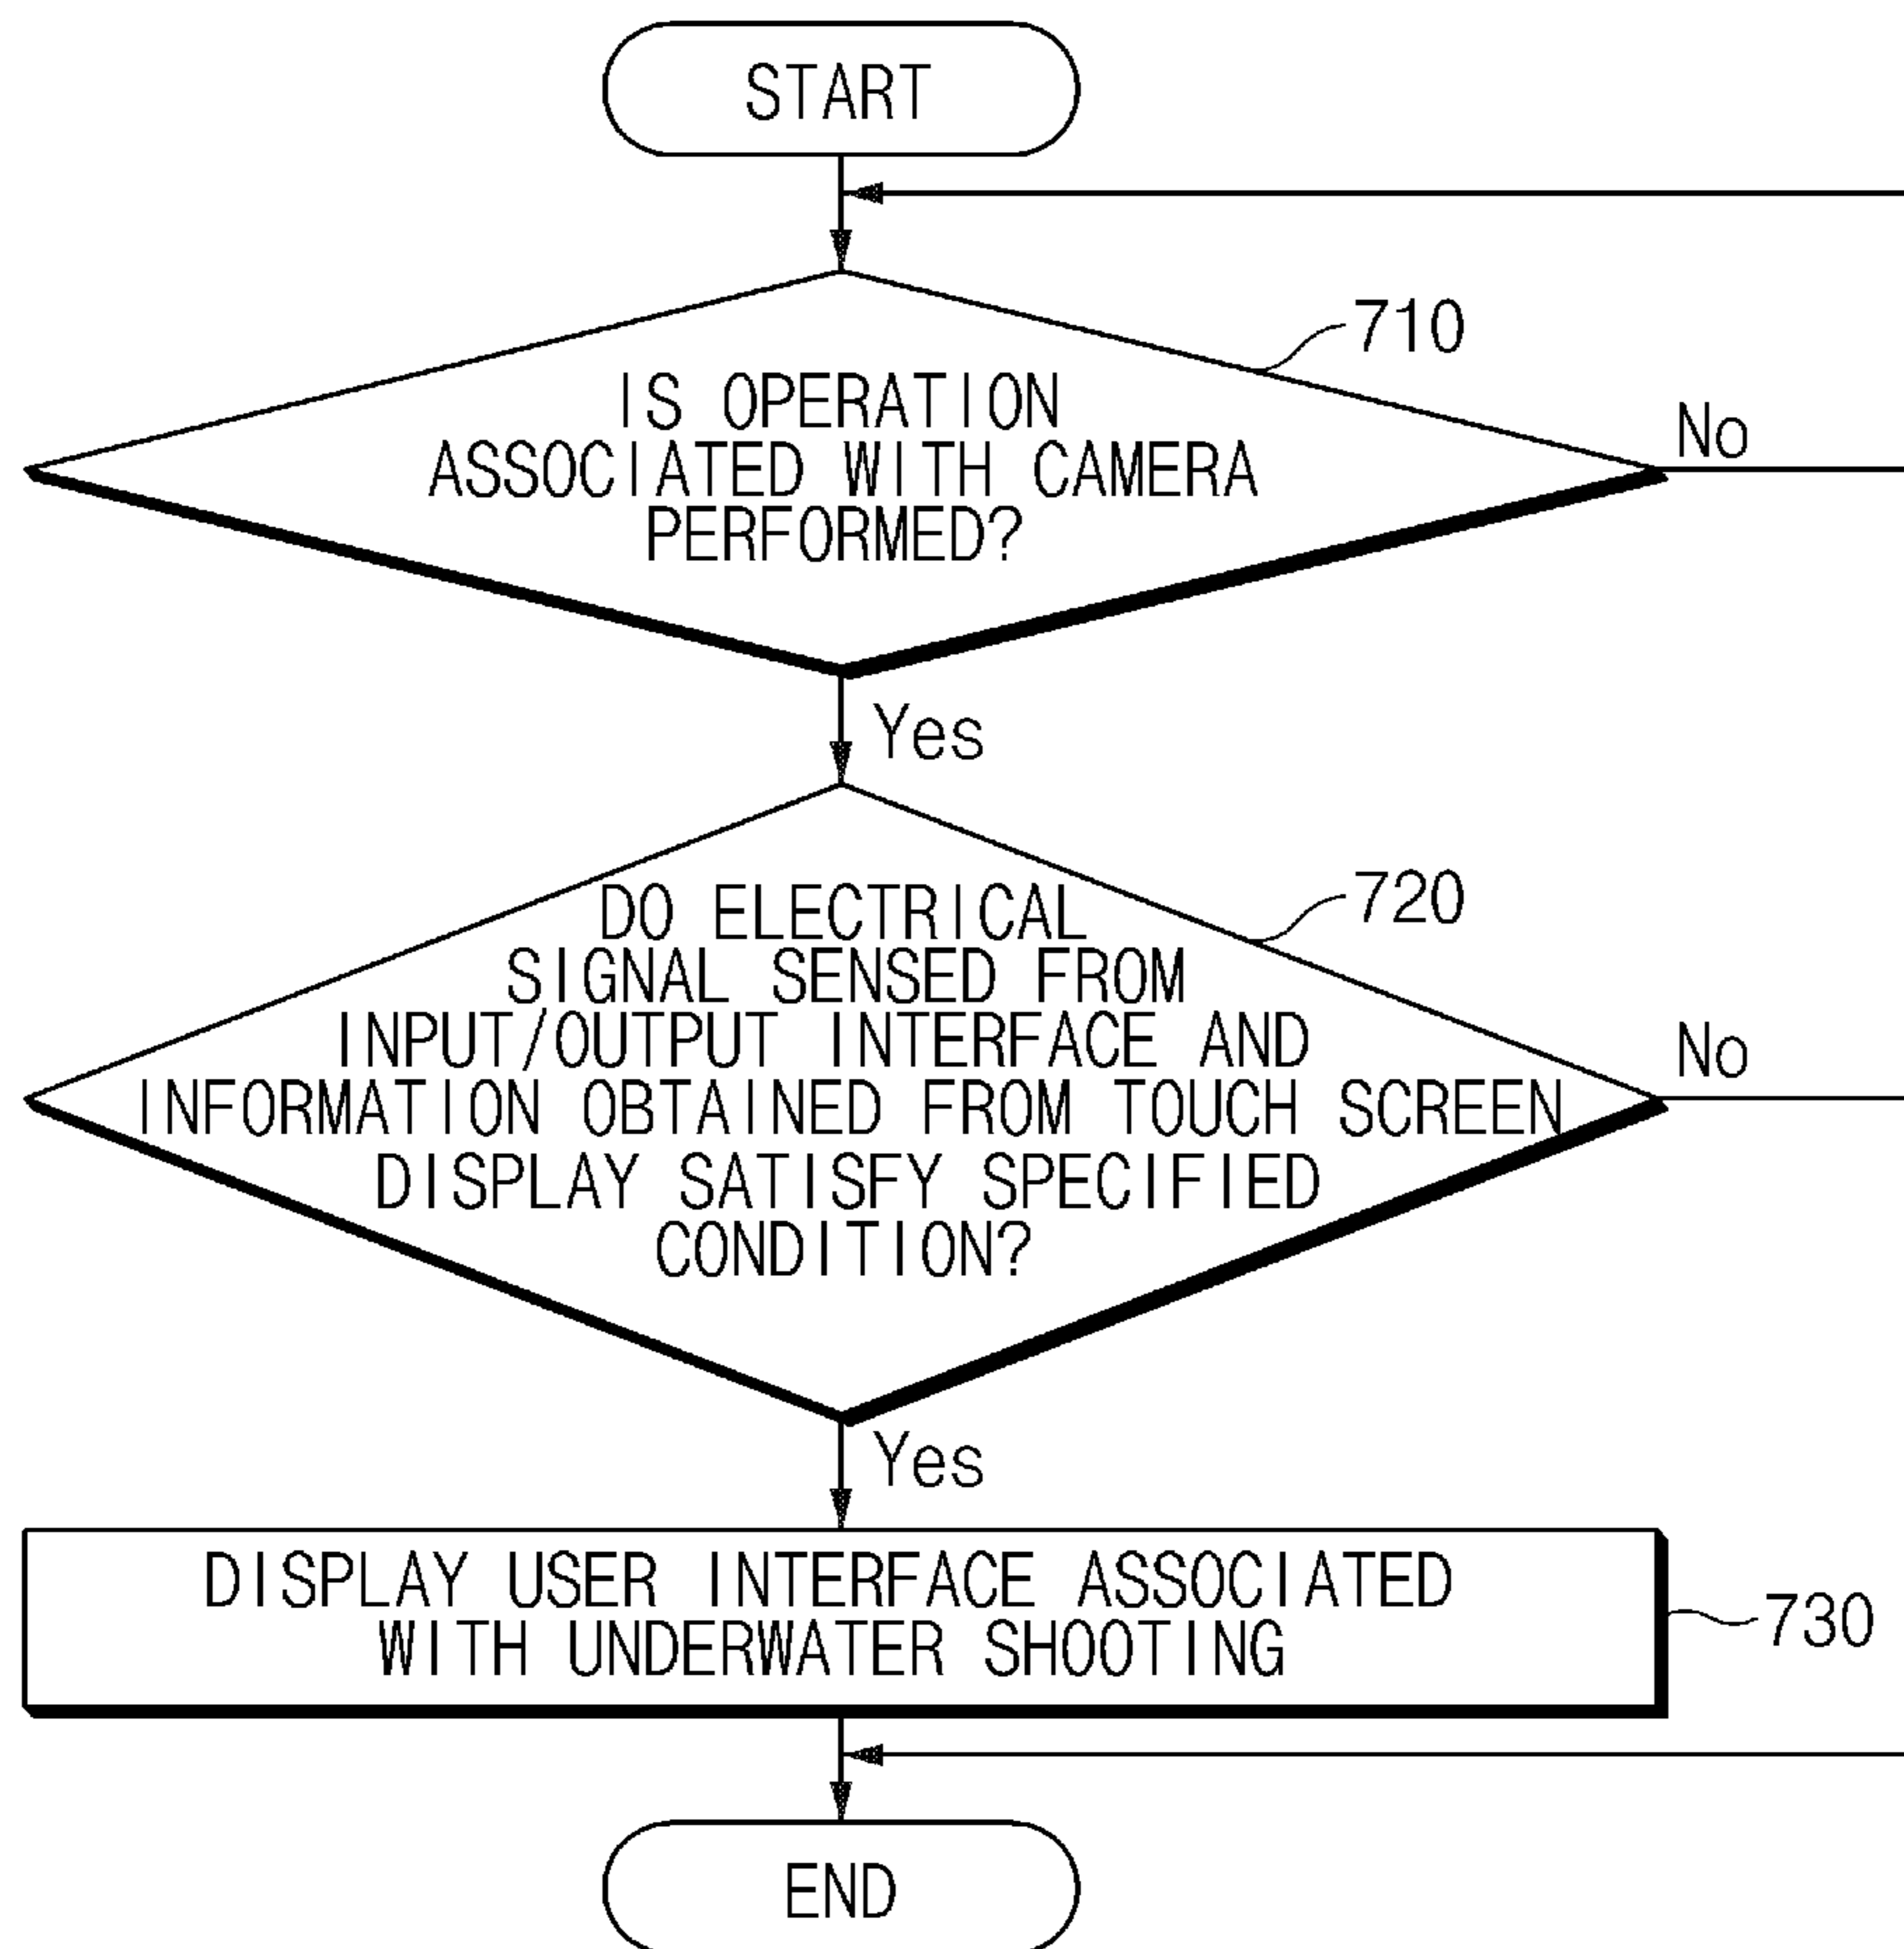 START
710
IS OPERATION
ASSOCIATED WITH CAMERA
PERFORMED?
No
Yes
720
DO ELECTRICAL
SIGNAL SENSED FROM
INPUT/OUTPUT INTERFACE AND
INFORMATION OBTAINED FROM TOUCH SCREEN
DISPLAY SATISFY SPECIFIED
CONDITION?
No
Yes
DISPLAY USER INTERFACE ASSOCIATED
WITH UNDERWATER SHOOTING
730
END